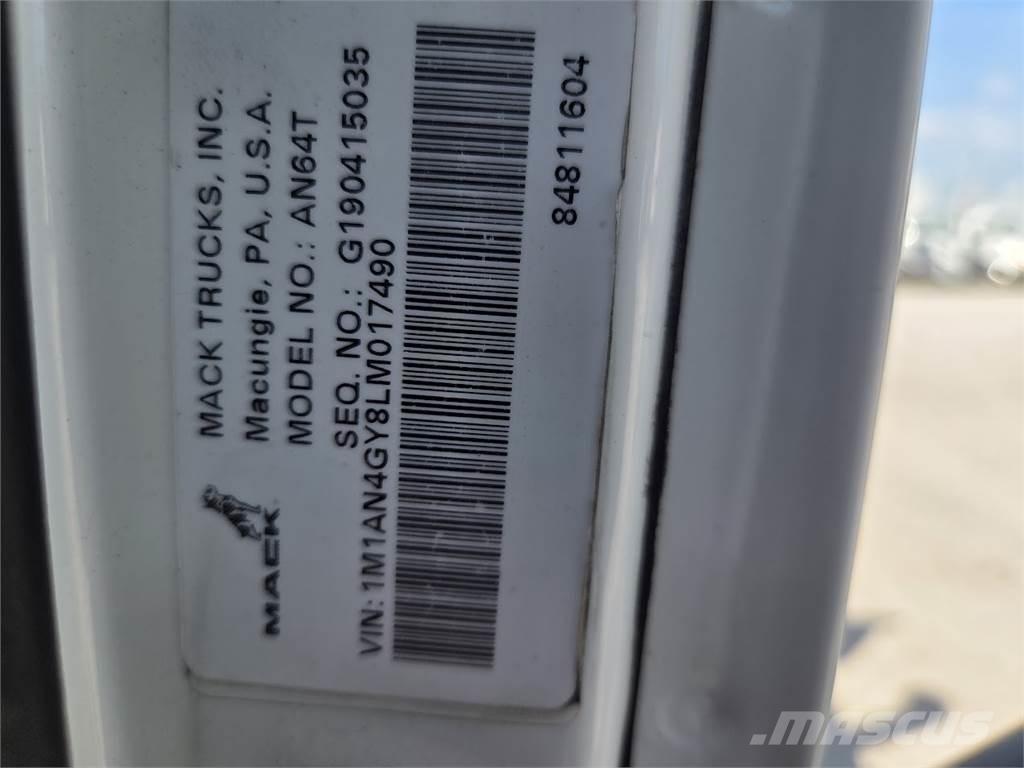 MACK
MACK TRUCKS, INC.
Macungie, PA, U.S.A.
MODEL NO.: AN64T
SEQ. NO.: G190415035
VIN: 1M1AN4GY8LM017490
84811604
MASCUS